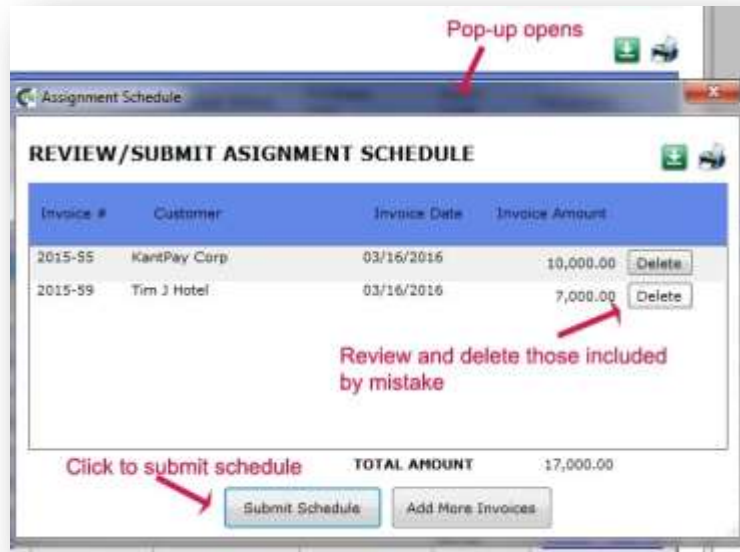 Pop-up opens
Assignment Schedule
REVIEW/SUBMIT ASIGNMENT SCHEDULE
Invoice # Customer Invoice Date Invoice Amount
2015-55 KantPay Corp 03/16/2016 10,000.00 Delete
2015-59 Tim J Hotel 03/16/2016 7,000.00 Delete
Review and delete those included
by mistake
Click to submit schedule
TOTAL AMOUNT 17,000.00
Submit Schedule Add More Invoices